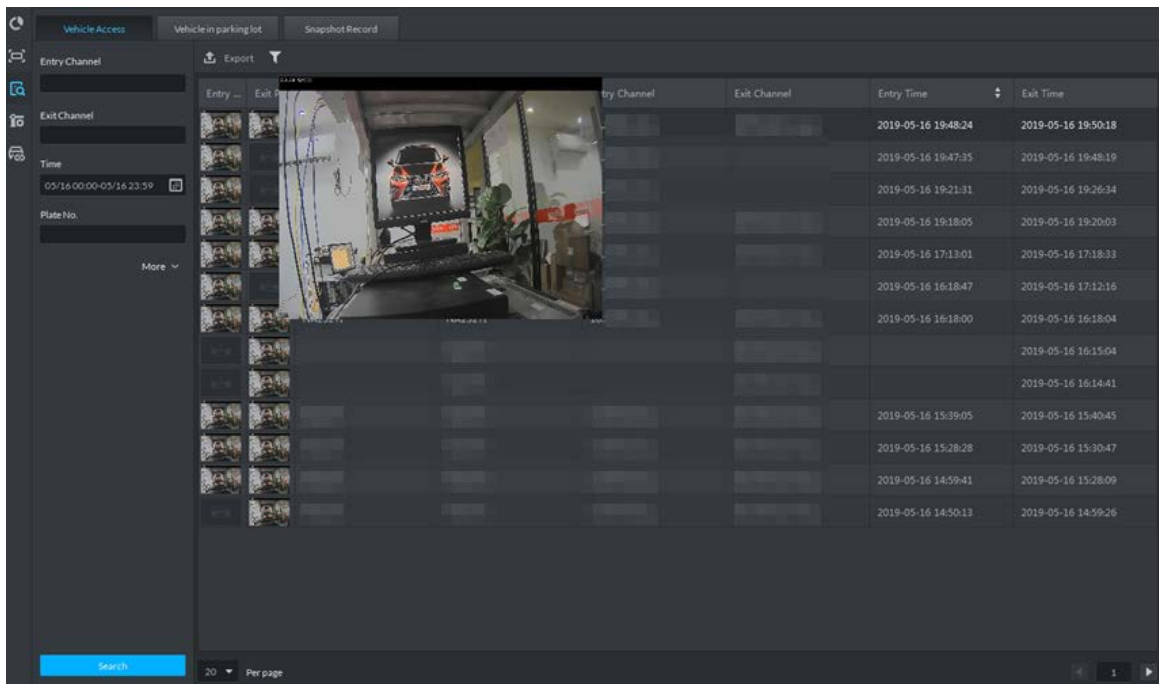 Vehicle Access
Vehicle in parking lot
Snapshot Record
Entry Channel
Exit Channel
Time
05/16 00:00-05/16 23:59
Plate No.
More
Search
Export
Entry ... Exit try Channel Exit Channel Entry Time Exit Time
2019-05-16 19:48:24 2019-05-16 19:50:18
2019-05-16 19:47:35 2019-05-16 19:48:19
2019-05-16 19:21:31 2019-05-16 19:26:34
2019-05-16 19:18:05 2019-05-16 19:20:03
2019-05-16 17:13:01 2019-05-16 17:18:33
2019-05-16 16:18:47 2019-05-16 17:12:16
2019-05-16 16:18:00 2019-05-16 16:18:04
2019-05-16 16:15:04
2019-05-16 16:14:41
2019-05-16 15:39:05 2019-05-16 15:40:45
2019-05-16 15:28:28 2019-05-16 15:30:47
2019-05-16 14:59:41 2019-05-16 15:28:09
2019-05-16 14:50:13 2019-05-16 14:59:26
20 Per page
1